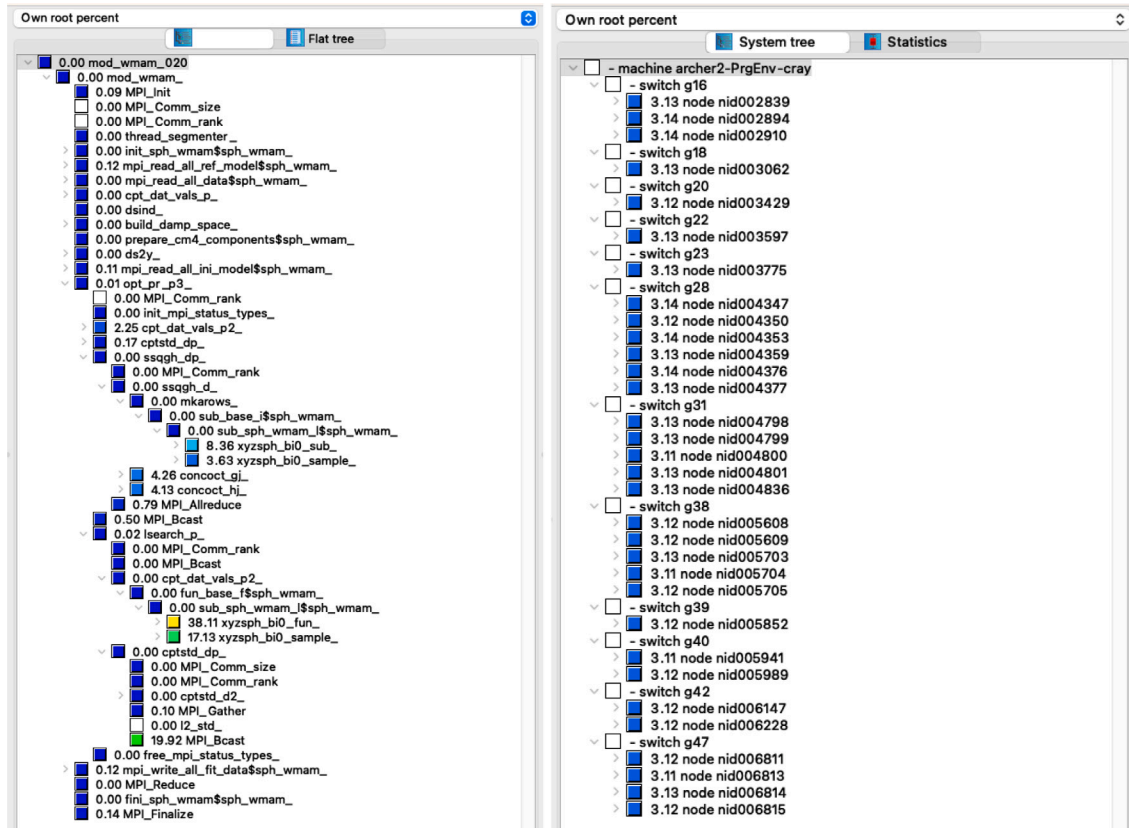 Own root percent
Flat tree
0.00 mod_wmam_020
0.00 mod_wmam_
0.09 MPI_Init
0.00 MPI_Comm_size
0.00 MPI_Comm_rank
0.00 thread_segmenter_
0.00 init_sph_wmam$sph_wmam_
0.12 mpi_read_all_ref_model$sph_wmam_
0.00 mpi_read_all_data$sph_wmam_
0.00 cpt_dat_vals_p_
0.00 dsind_
0.00 build_damp_space_
0.00 prepare_cm4_components$sph_wmam_
0.00 ds2y_
0.11 mpi_read_all_ini_model$sph_wmam_
0.01 opt_pr_p3_
0.00 MPI_Comm_rank
0.00 init_mpi_status_types_
2.25 cpt_dat_vals_p2_
0.17 cptstd_dp_
0.00 ssqgh_dp_
0.00 MPI_Comm_rank
0.00 ssqgh_d_
0.00 mkarows_
0.00 sub_base_i$sph_wmam_
0.00 sub_sph_wmam_l$sph_wmam_
8.36 xyzsph_bi0_sub_
3.63 xyzsph_bi0_sample_
4.26 concoct_gj_
4.13 concoct_hj_
0.79 MPI_Allreduce
0.50 MPI_Bcast
0.02 lsearch_p_
0.00 MPI_Comm_rank
0.00 MPI_Bcast
0.00 cpt_dat_vals_p2_
0.00 fun_base_f$sph_wmam_
0.00 sub_sph_wmam_l$sph_wmam_
38.11 xyzsph_bi0_fun_
17.13 xyzsph_bi0_sample_
0.00 cptstd_dp_
0.00 MPI_Comm_size
0.00 MPI_Comm_rank
0.00 cptstd_d2_
0.10 MPI_Gather
0.00 l2_std_
19.92 MPI_Bcast
0.00 free_mpi_status_types_
0.12 mpi_write_all_fit_data$sph_wmam_
0.00 MPI_Reduce
0.00 fini_sph_wmam$sph_wmam_
0.14 MPI_Finalize
Own root percent
System tree
Statistics
- machine archer2-PrgEnv-cray
- switch g16
3.13 node nid002839
3.14 node nid002894
3.14 node nid002910
- switch g18
3.13 node nid003062
- switch g20
3.12 node nid003429
- switch g22
3.13 node nid003597
- switch g23
3.13 node nid003775
- switch g28
3.14 node nid004347
3.12 node nid004350
3.14 node nid004353
3.13 node nid004359
3.14 node nid004376
3.13 node nid004377
- switch g31
3.13 node nid004798
3.13 node nid004799
3.11 node nid004800
3.13 node nid004801
3.13 node nid004836
- switch g38
3.12 node nid005608
3.12 node nid005609
3.13 node nid005703
3.11 node nid005704
3.12 node nid005705
- switch g39
3.12 node nid005852
- switch g40
3.11 node nid005941
3.12 node nid005989
- switch g42
3.12 node nid006147
3.12 node nid006228
- switch g47
3.12 node nid006811
3.11 node nid006813
3.13 node nid006814
3.12 node nid006815